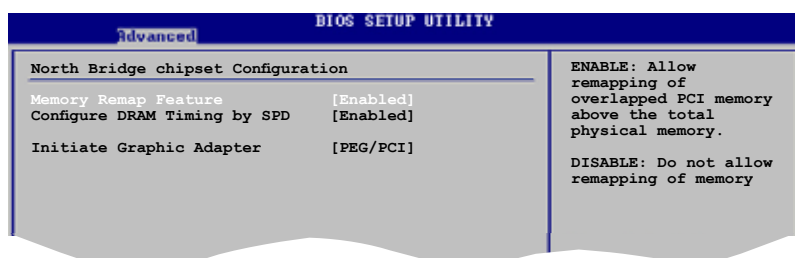 BIOS SETUP UTILITY
Advanced
North Bridge chipset Configuration
Memory Remap Feature [Enabled]
Configure DRAM Timing by SPD [Enabled]
Initiate Graphic Adapter [PEG/PCI]
ENABLE: Allow
remapping of
overlapped PCI memory
above the total
physical memory.
DISABLE: Do not allow
remapping of memory